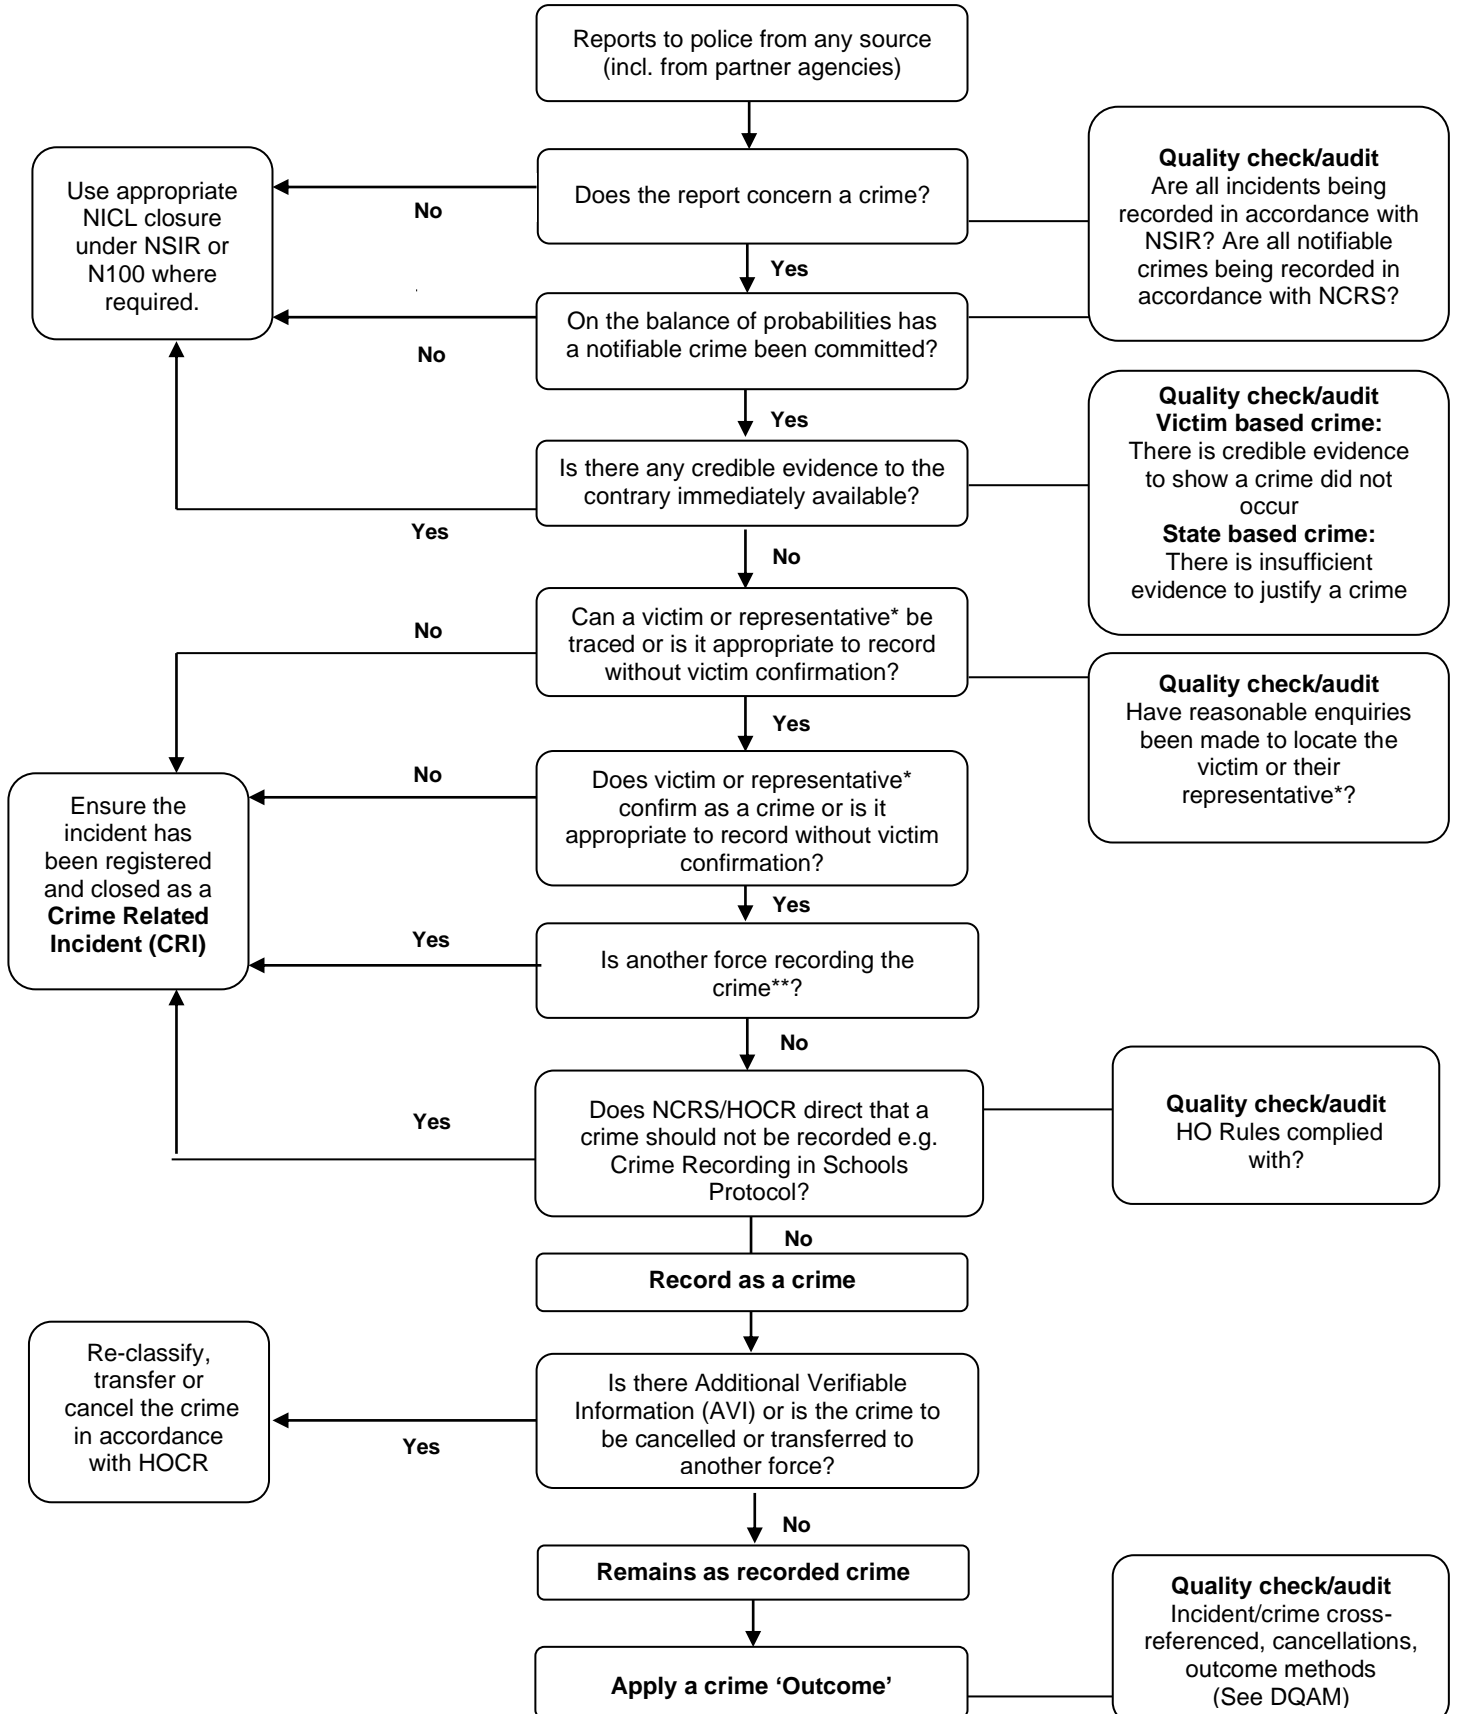 Reports to police from any source
(incl. from partner agencies)
Does the report concern a crime?
No
Yes
Use appropriate
NICL closure
under NSIR or
N100 where
required.
Quality check/audit
Are all incidents being
recorded in accordance with
NSIR? Are all notifiable
crimes being recorded in
accordance with NCRS?
On the balance of probabilities has
a notifiable crime been committed?
No
Yes
Is there any credible evidence to the
contrary immediately available?
Yes
No
Quality check/audit
Victim based crime:
There is credible evidence
to show a crime did not
occur
State based crime:
There is insufficient
evidence to justify a crime
Can a victim or representative* be
traced or is it appropriate to record
without victim confirmation?
No
Yes
Quality check/audit
Have reasonable enquiries
been made to locate the
victim or their
representative*?
Does victim or representative*
confirm as a crime or is it
appropriate to record without victim
confirmation?
No
Yes
Ensure the
incident has
been registered
and closed as a
Crime Related
Incident (CRI)
Is another force recording the
crime**?
Yes
No
Does NCRS/HOCR direct that a
crime should not be recorded e.g.
Crime Recording in Schools
Protocol?
Yes
No
Quality check/audit
HO Rules complied
with?
Record as a crime
Is there Additional Verifiable
Information (AVI) or is the crime to
be cancelled or transferred to
another force?
Yes
No
Re-classify,
transfer or
cancel the crime
in accordance
with HOCR
Remains as recorded crime
Apply a crime ‘Outcome’
Quality check/audit
Incident/crime cross-
referenced, cancellations,
outcome methods
(See DQAM)